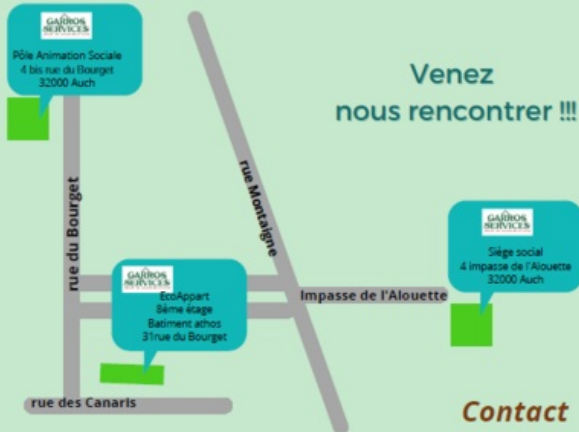 GARROS
SERVICES
Pôle Animation Sociale
4 bis rue du Bourget
32000 Auch
Venez
nous rencontrer !!!
rue du Bourget
rue Montaigne
GARROS
SERVICES
EcoAppart
8ème étage
Batiment athos
31rue du Bourget
Impasse de l'Alouette
GARROS
SERVICES
Siège social
4 impasse de l'Alouette
32000 Auch
rue des Canaris
Contact